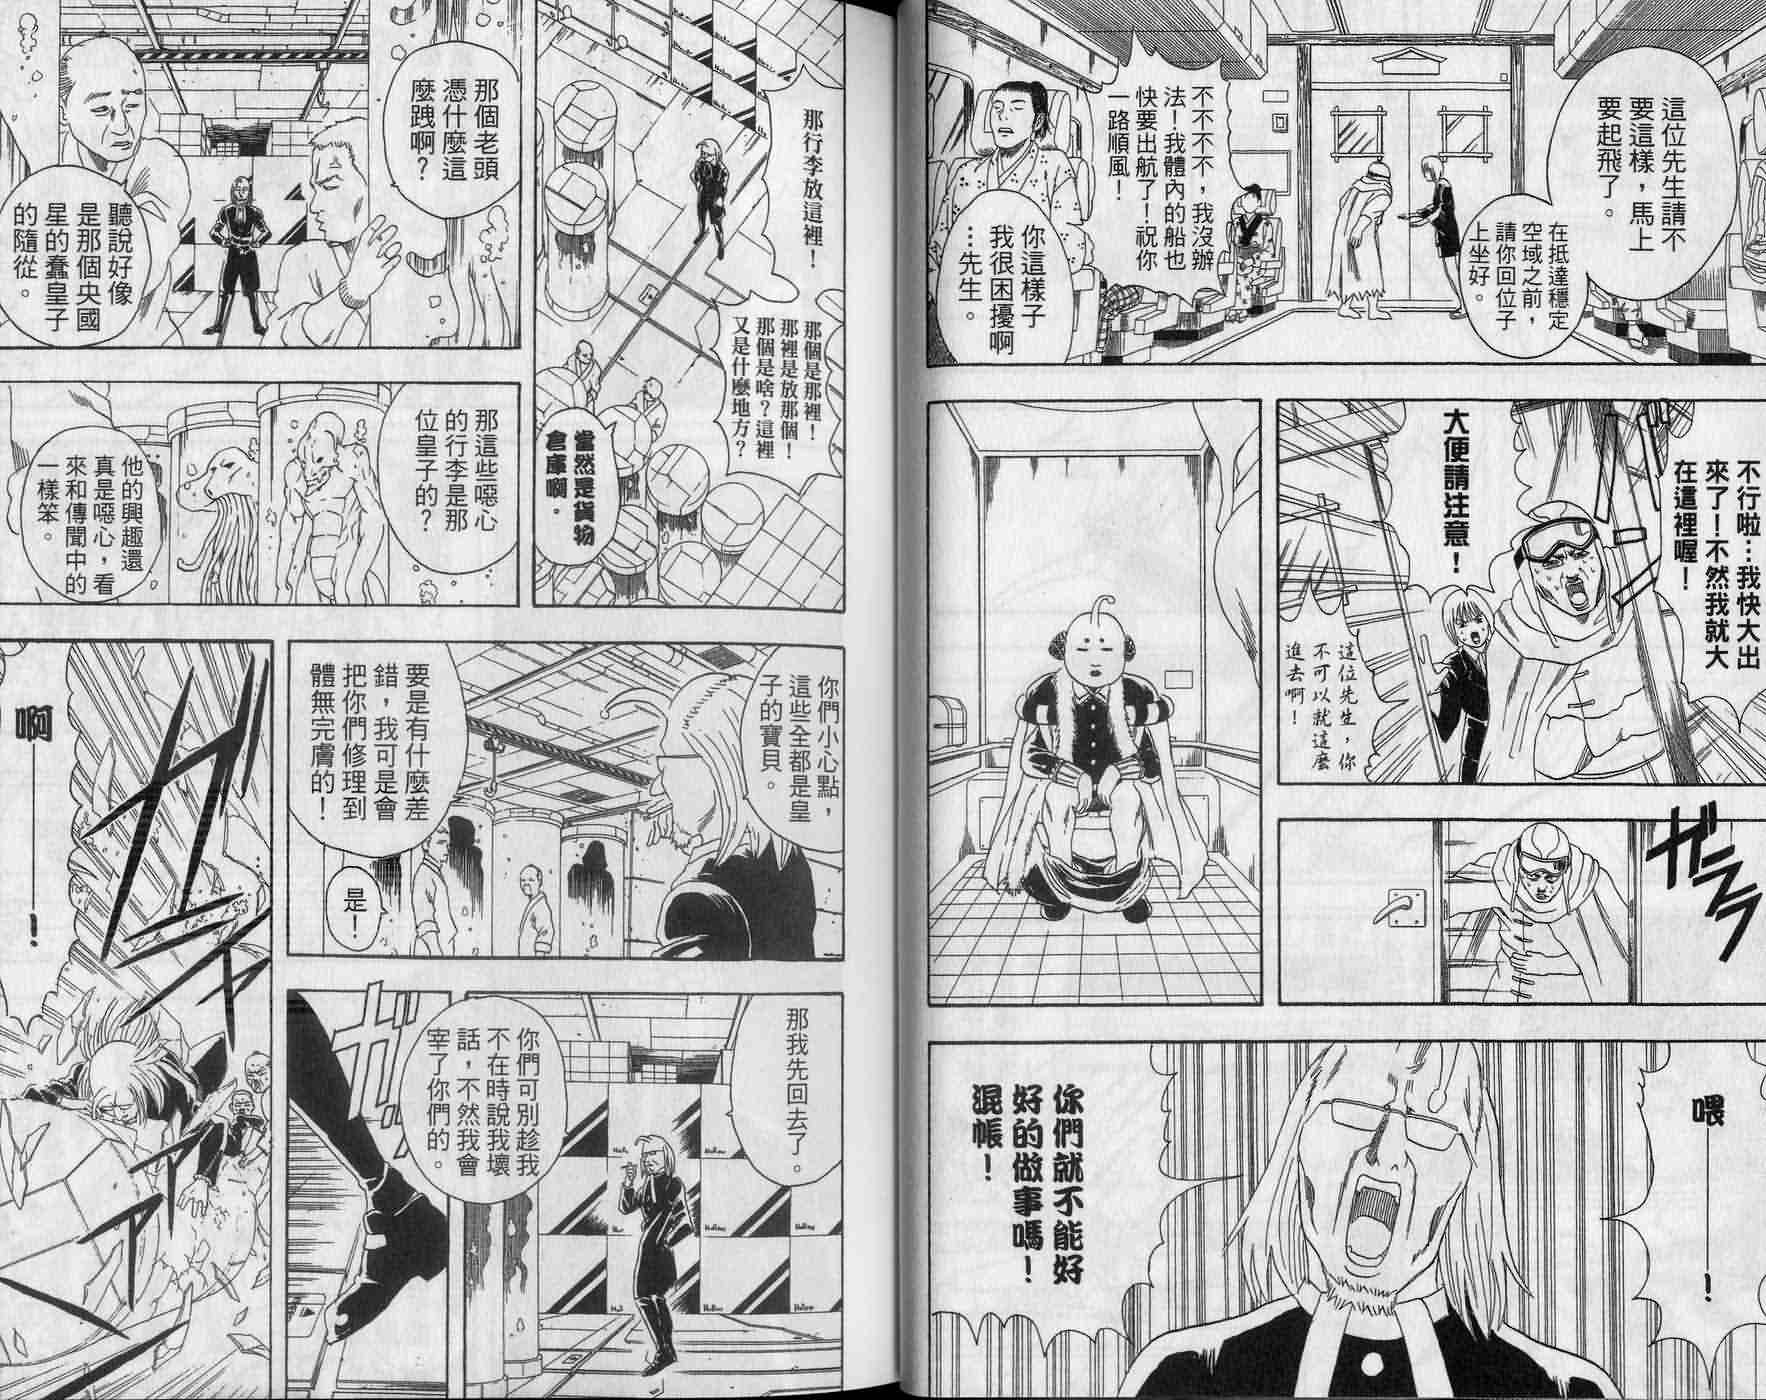 這位先生請不
要這樣，馬上
要起飛了。
在抵達穩定
空域之前，
請你回位子
上坐好。
不不不不，我沒辦
法！我體內的船也
快要出航了！祝你
一路順風！
你這樣子
我很困擾啊
…先生。
不行啦…我快大出
來了！不然我就大
在這裡喔！
大便請注意！
這位先生，你
不可以就這麼
進去啊！
ガラッ
喂——！
你們就不能好
好的做事嗎！
混帳！
那行李放這裡！
那個是那裡！
那裡是放那個！
那個是啥？這裡
又是什麼地方？
當然是貨物
倉庫啊。
那個老頭
憑什麼這
麼跩啊？
聽說好像
是那個央國
星的蠢皇子
的隨從。
那這些噁心
的行李是那
位皇子的？
他的興趣還
真是噁心，看
來和傳聞中的
一樣笨。
你們小心點，
這些全都是皇
子的寶貝。
要是有什麼差
錯，我可是會
把你們修理到
體無完膚的！
是！
那我先回去了。
你們可別趁我
不在時說我壞
話，不然我會
宰了你們的。
ガッ
啊——！